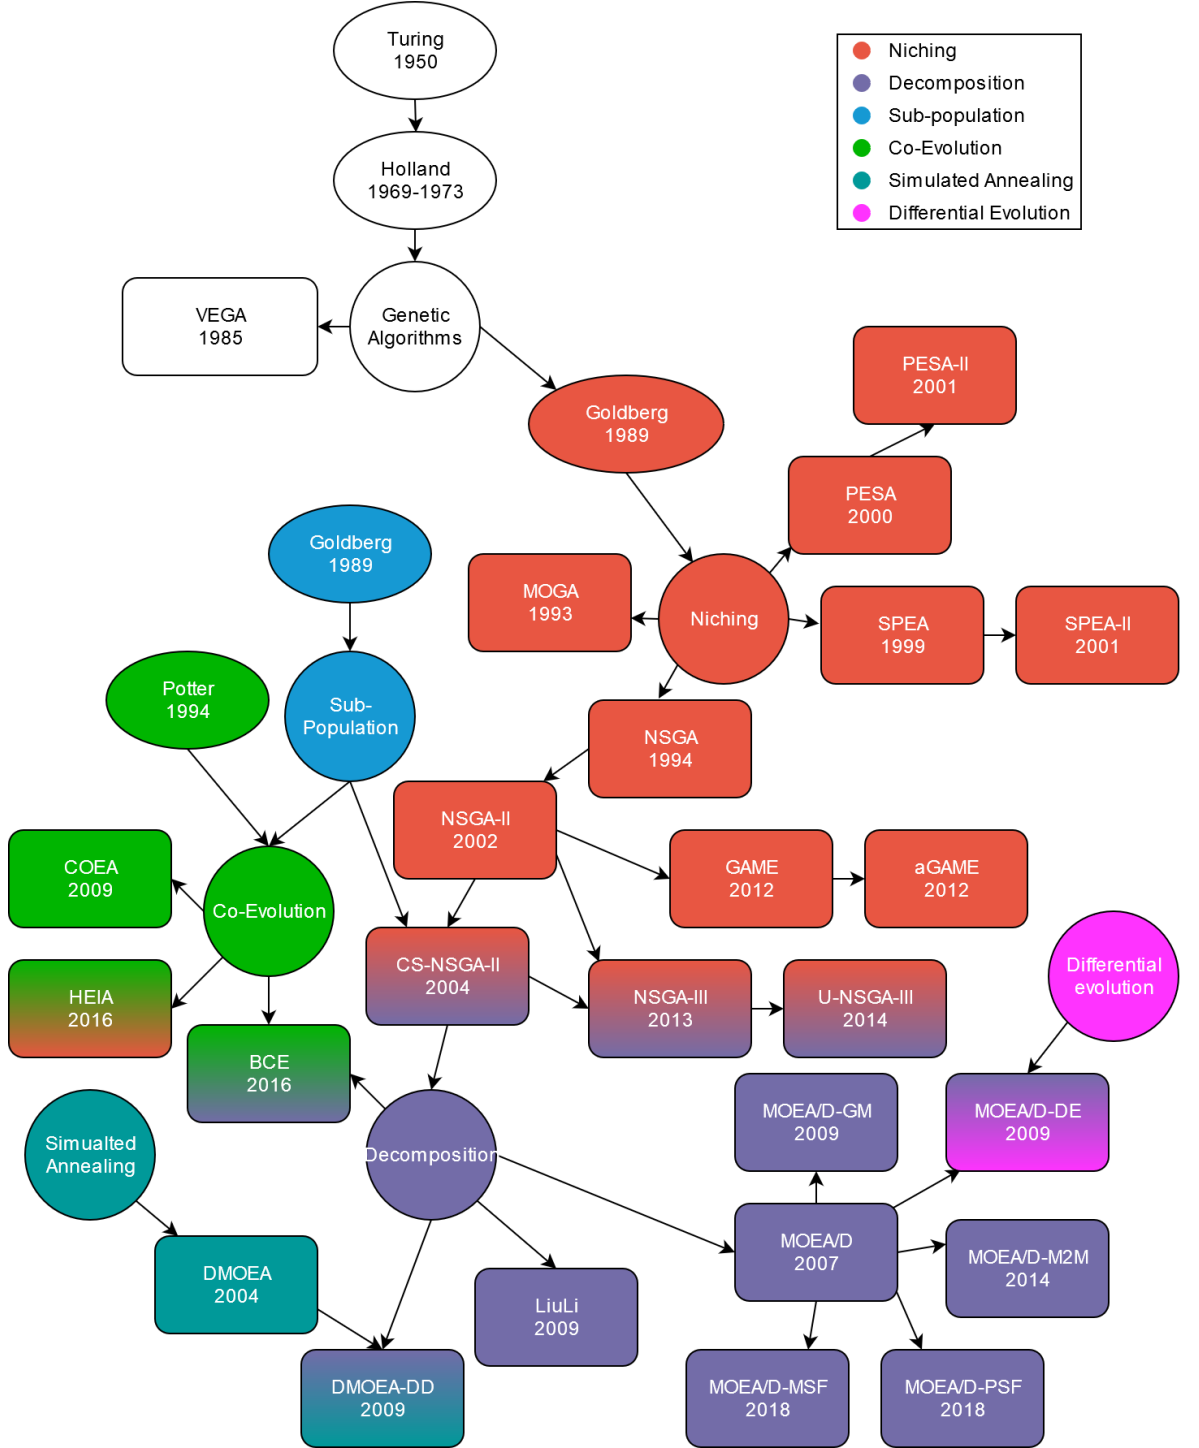 Turing
1950
Niching
Decomposition
Sub-population
Co-Evolution
Simulated Annealing
Differential Evolution
Holland
1969-1973
VEGA
1985
Genetic
Algorithms
PESA-II
2001
Goldberg
1989
PESA
2000
Goldberg
1989
MOGA
1993
Niching
SPEA
1999
SPEA-II
2001
Potter
1994
Sub-
Population
NSGA
1994
NSGA-II
2002
COEA
2009
Co-Evolution
GAME
2012
aGAME
2012
CS-NSGA-II
2004
HEIA
2016
NSGA-III
2013
U-NSGA-III
2014
Differential
evolution
BCE
2016
Simualted
Annealing
Decomposition
MOEA/D-GM
2009
MOEA/D-DE
2009
DMOEA
2004
LiuLi
2009
MOEA/D
2007
MOEA/D-M2M
2014
DMOEA-DD
2009
MOEA/D-MSF
2018
MOEA/D-PSF
2018